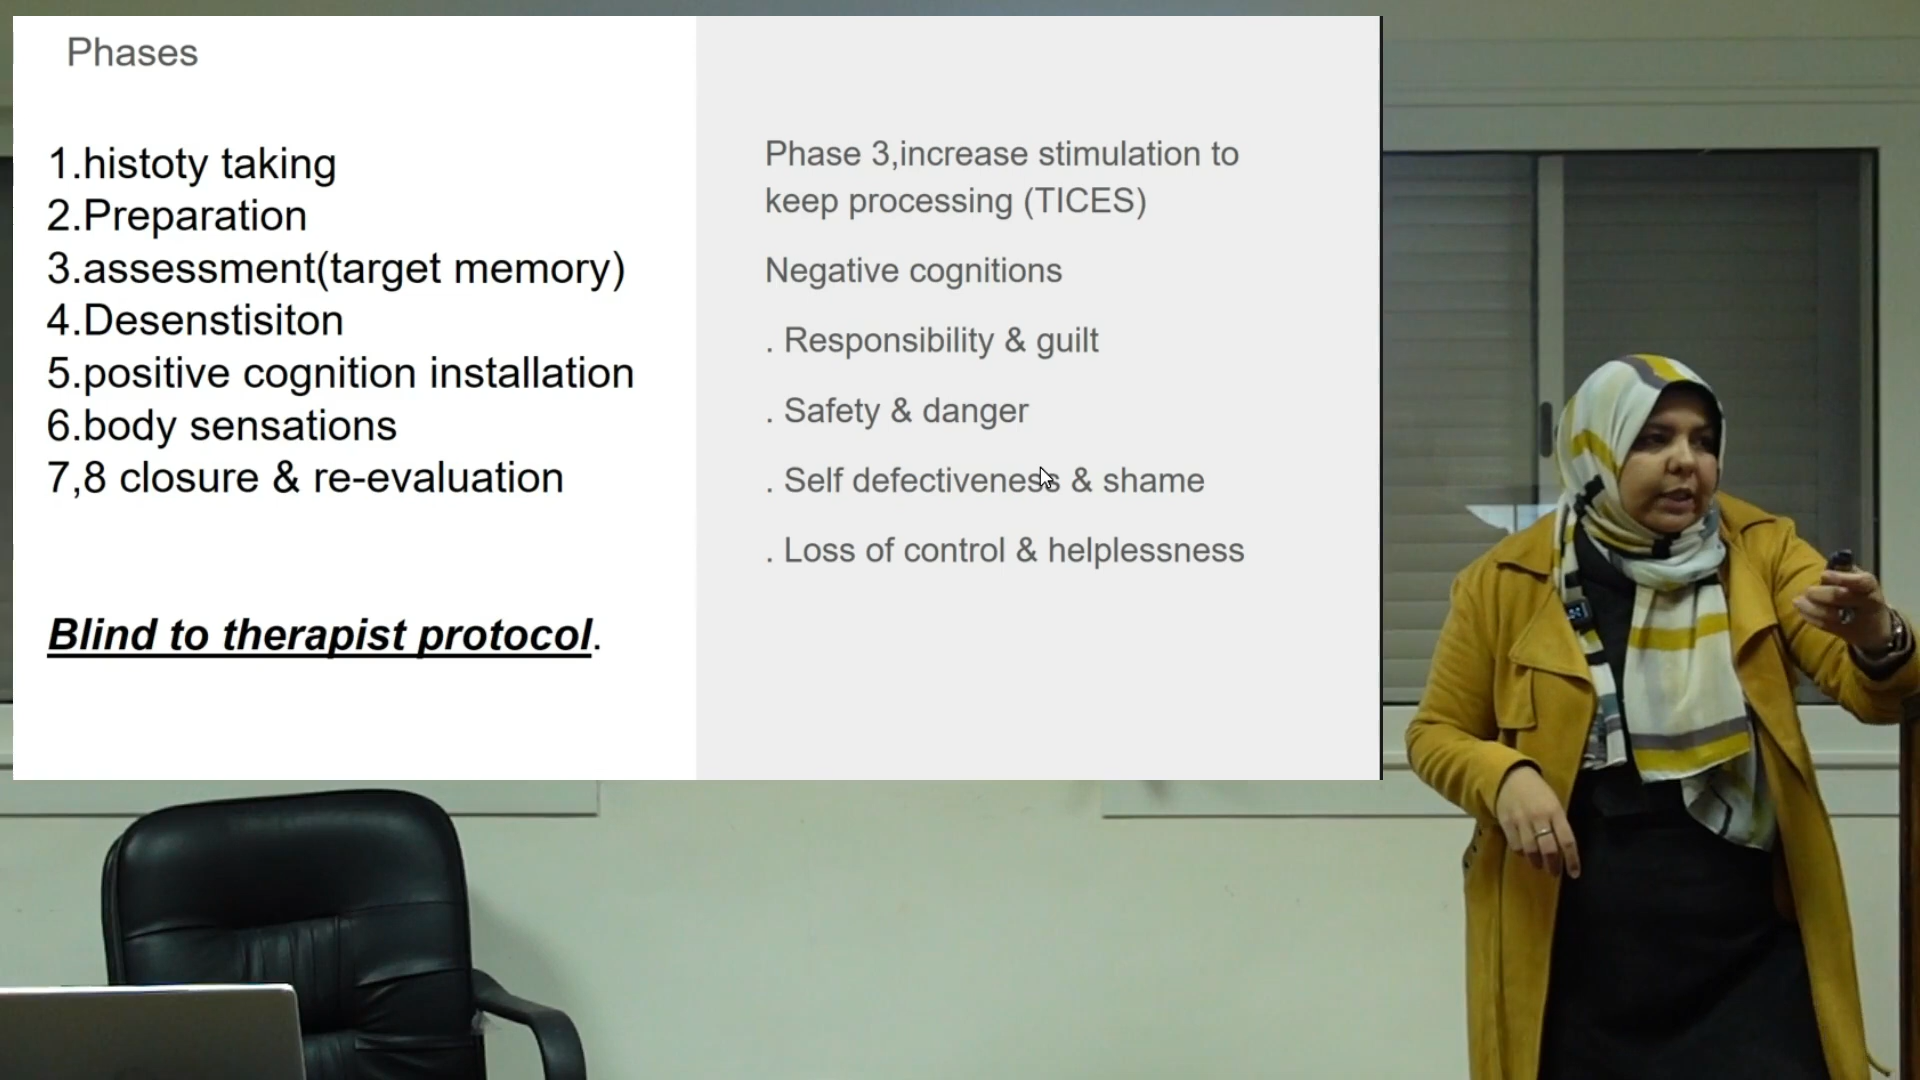 Phases
1.histoty taking
2.Preparation
3.assessment(target memory)
4.Desenstisiton
5.positive cognition installation
6.body sensations
7,8 closure & re-evaluation
Blind to therapist protocol.
Phase 3,increase stimulation to
keep processing (TICES)
Negative cognitions
. Responsibility & guilt
. Safety & danger
. Self defectiveness & shame
. Loss of control & helplessness